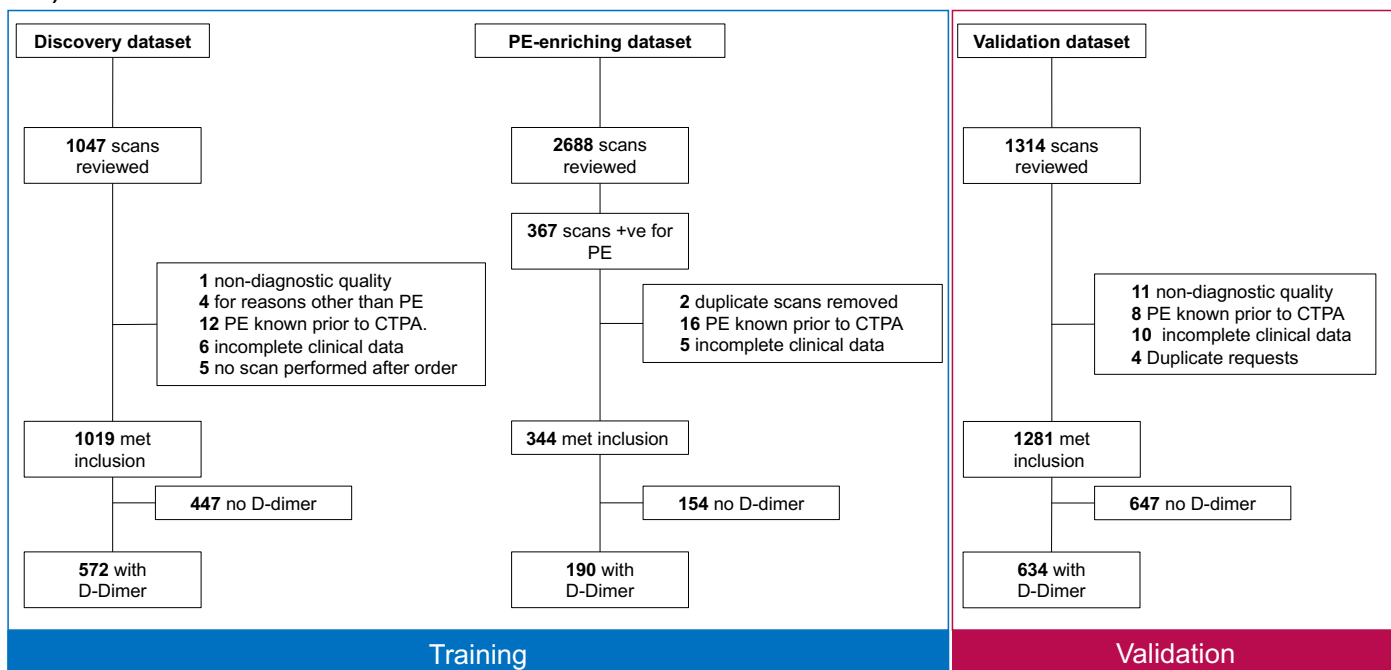 Discovery dataset
1047 scans
reviewed
1 non-diagnostic quality
4 for reasons other than PE
12 PE known prior to CTPA.
6 incomplete clinical data
5 no scan performed after order
1019 met
inclusion
447 no D-dimer
572 with
D-Dimer
PE-enriching dataset
2688 scans
reviewed
367 scans +ve for
PE
2 duplicate scans removed
16 PE known prior to CTPA
5 incomplete clinical data
344 met inclusion
154 no D-dimer
190 with
D-Dimer
Training
Validation dataset
1314 scans
reviewed
11 non-diagnostic quality
8 PE known prior to CTPA
10 incomplete clinical data
4 Duplicate requests
1281 met
inclusion
647 no D-dimer
634 with
D-Dimer
Validation